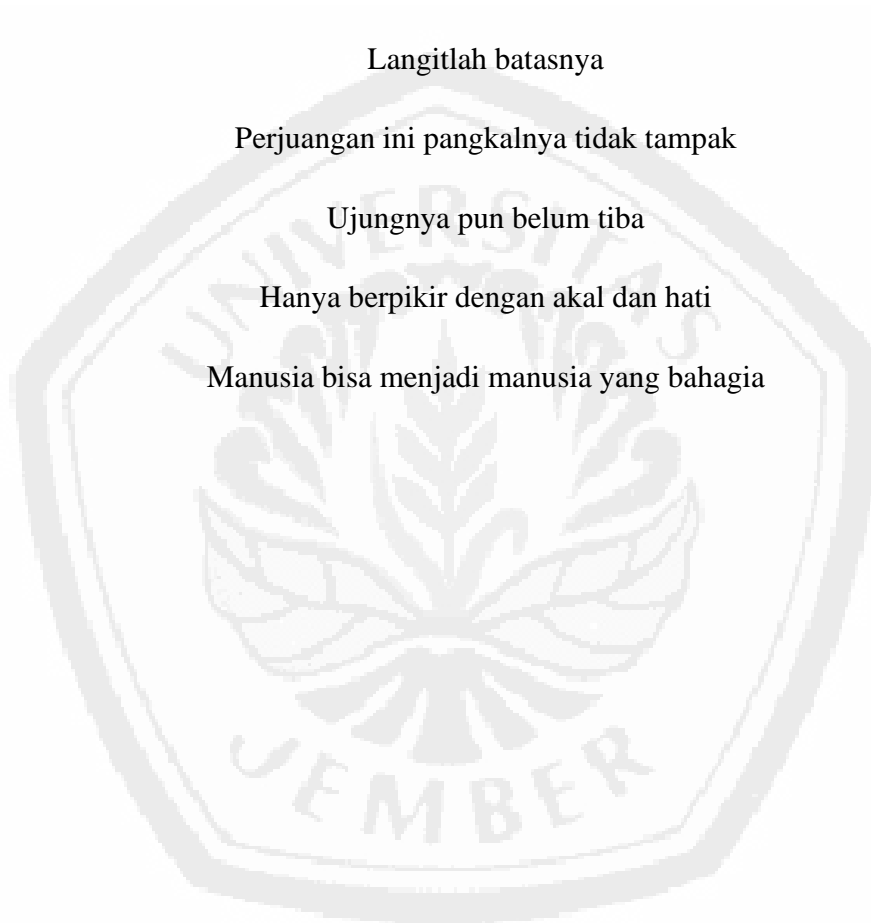 Langitlah batasnya
Perjuangan ini pangkalnya tidak tampak
UNIVERSITAS
Ujungnya pun belum tiba
Hanya berpikir dengan akal dan hati
Manusia bisa menjadi manusia yang bahagia
JEMBER